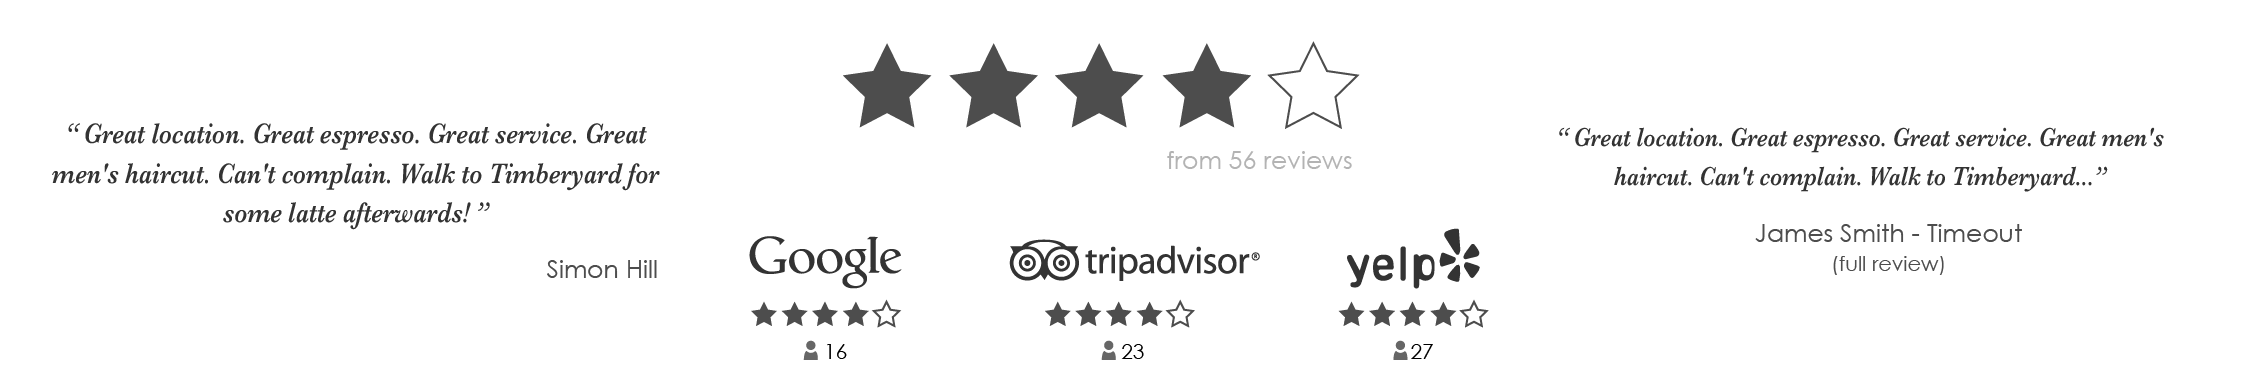 “ Great location. Great espresso. Great service. Great
men's haircut. Can't complain. Walk to Timberyard for
some latte afterwards! ”
Simon Hill
from 56 reviews
Google
tripadvisor®
yelp
16
23
27
“ Great location. Great espresso. Great service. Great men's
haircut. Can't complain. Walk to Timberyard...”
James Smith - Timeout
(full review)